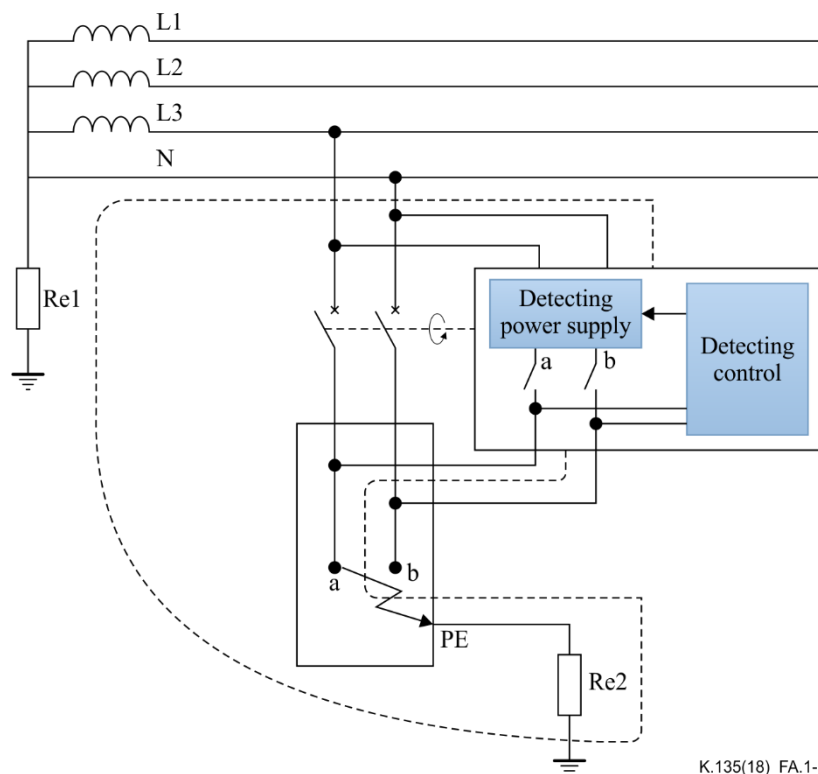 L1
L2
L3
N
Re1
Detecting
power supply
Detecting
control
a
b
a
b
PE
Re2
K.135(18)_FA.1-